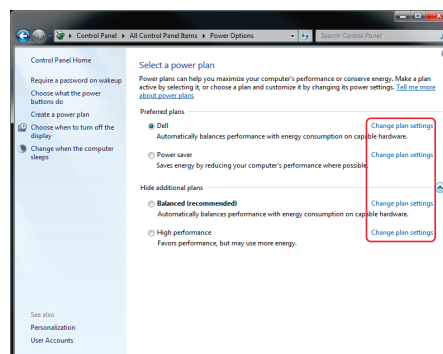 Control Panel ▸ All Control Panel Items ▸ Power Options
Search Control Panel
Control Panel Home
Require a password on wakeup
Choose what the power
buttons do
Create a power plan
Choose when to turn off the
display
Change when the computer
sleeps
See also
Personalization
User Accounts
Select a power plan
Power plans can help you maximize your computer's performance or conserve energy. Make a plan
active by selecting it, or choose a plan and customize it by changing its power settings. Tell me more
about power plans
Preferred plans
Dell Change plan settings
Automatically balances performance with energy consumption on capable hardware.
Power saver Change plan settings
Saves energy by reducing your computer's performance where possible.
Hide additional plans
Balanced (recommended) Change plan settings
Automatically balances performance with energy consumption on capable hardware.
High performance Change plan settings
Favors performance, but may use more energy.